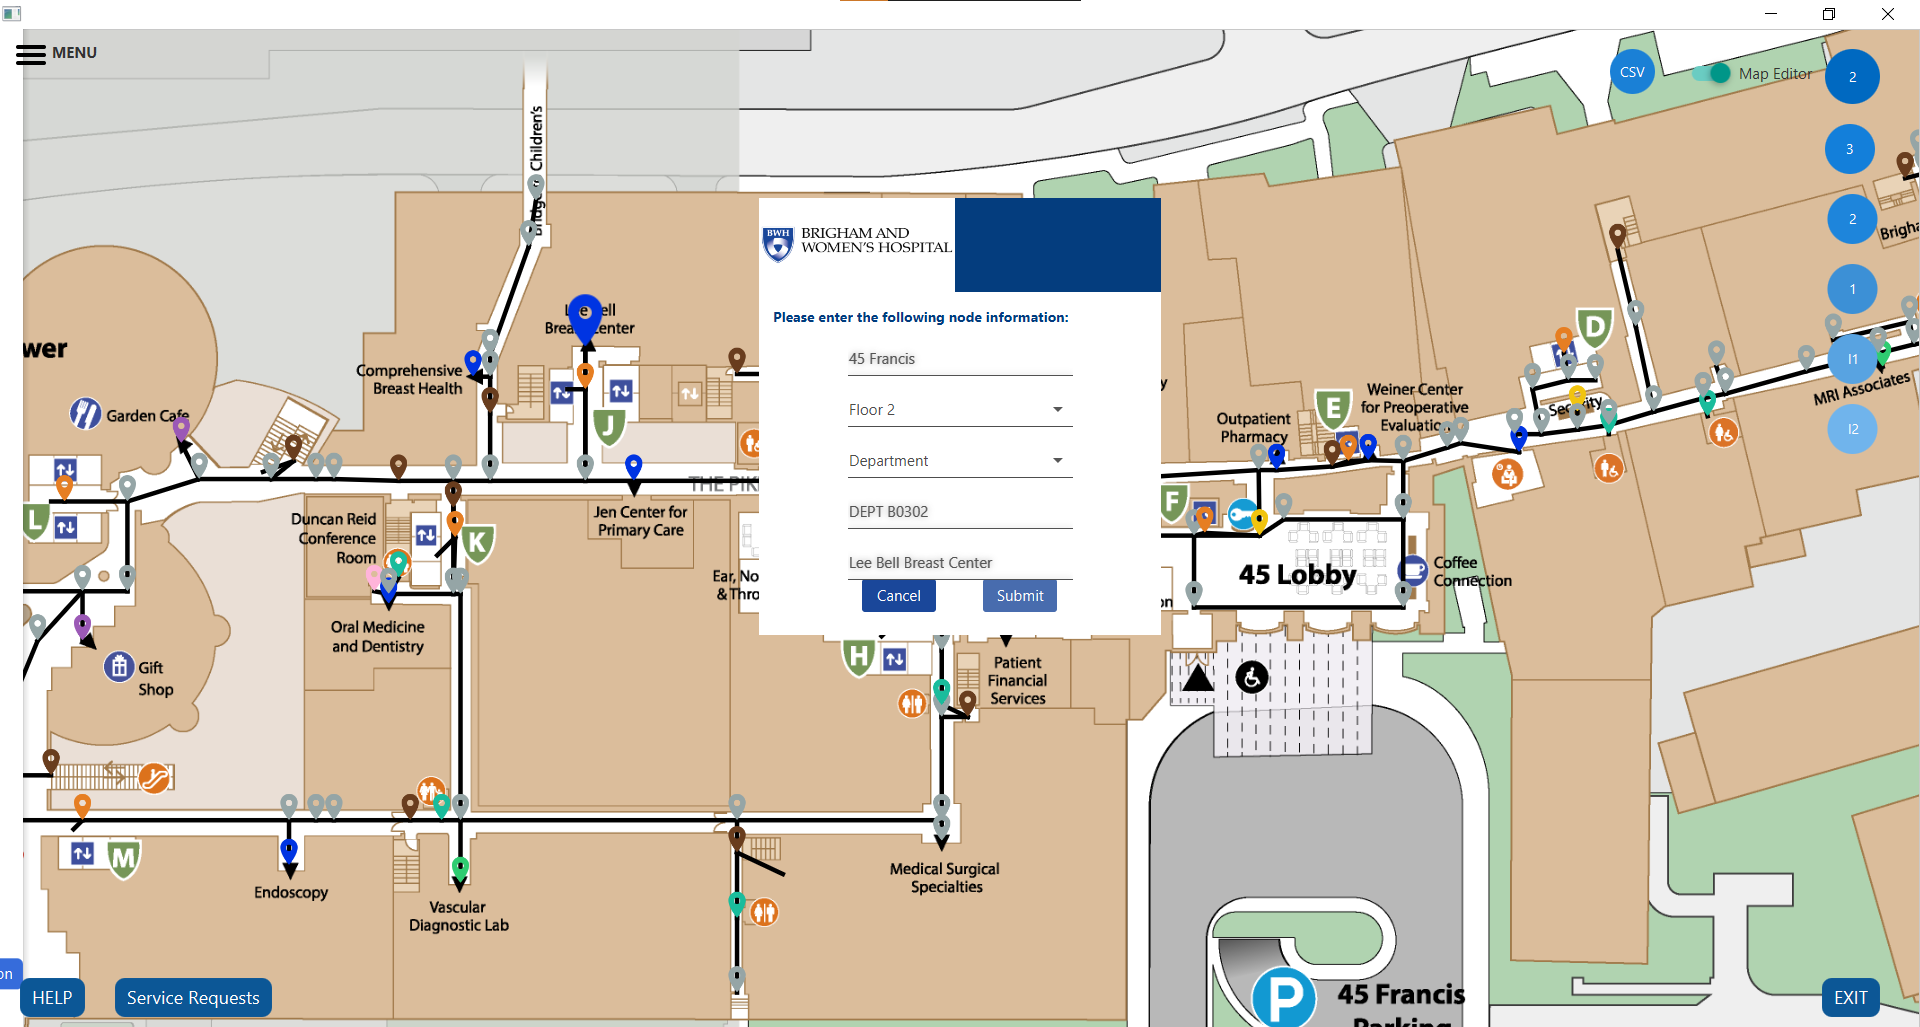 MENU
CSV
Map Editor
2
3
2
1
I1
I2
Bridge Children's
Lee Bell
Breast Center
Comprehensive
Breast Health
wer
Garden Cafe
J
L
Duncan Reid
Conference
Room
K
THE PIKE
Jen Center for
Primary Care
Oral Medicine
and Dentistry
Gift
Shop
Ear, No
& Thro
BWH
BRIGHAM AND
WOMEN'S HOSPITAL
Please enter the following node information:
45 Francis
Floor 2
Department
DEPT B0302
Lee Bell Breast Center
Cancel
Submit
y
Outpatient
Pharmacy
E
Weiner Center
for Preoperative
Evaluation
D
Security
MRI Associates
Brigha
F
45 Lobby
Coffee
Connection
on
H
Patient
Financial
Services
M
Endoscopy
Vascular
Diagnostic Lab
Medical Surgical
Specialties
P
45 Francis
Parking
on
HELP
Service Requests
EXIT